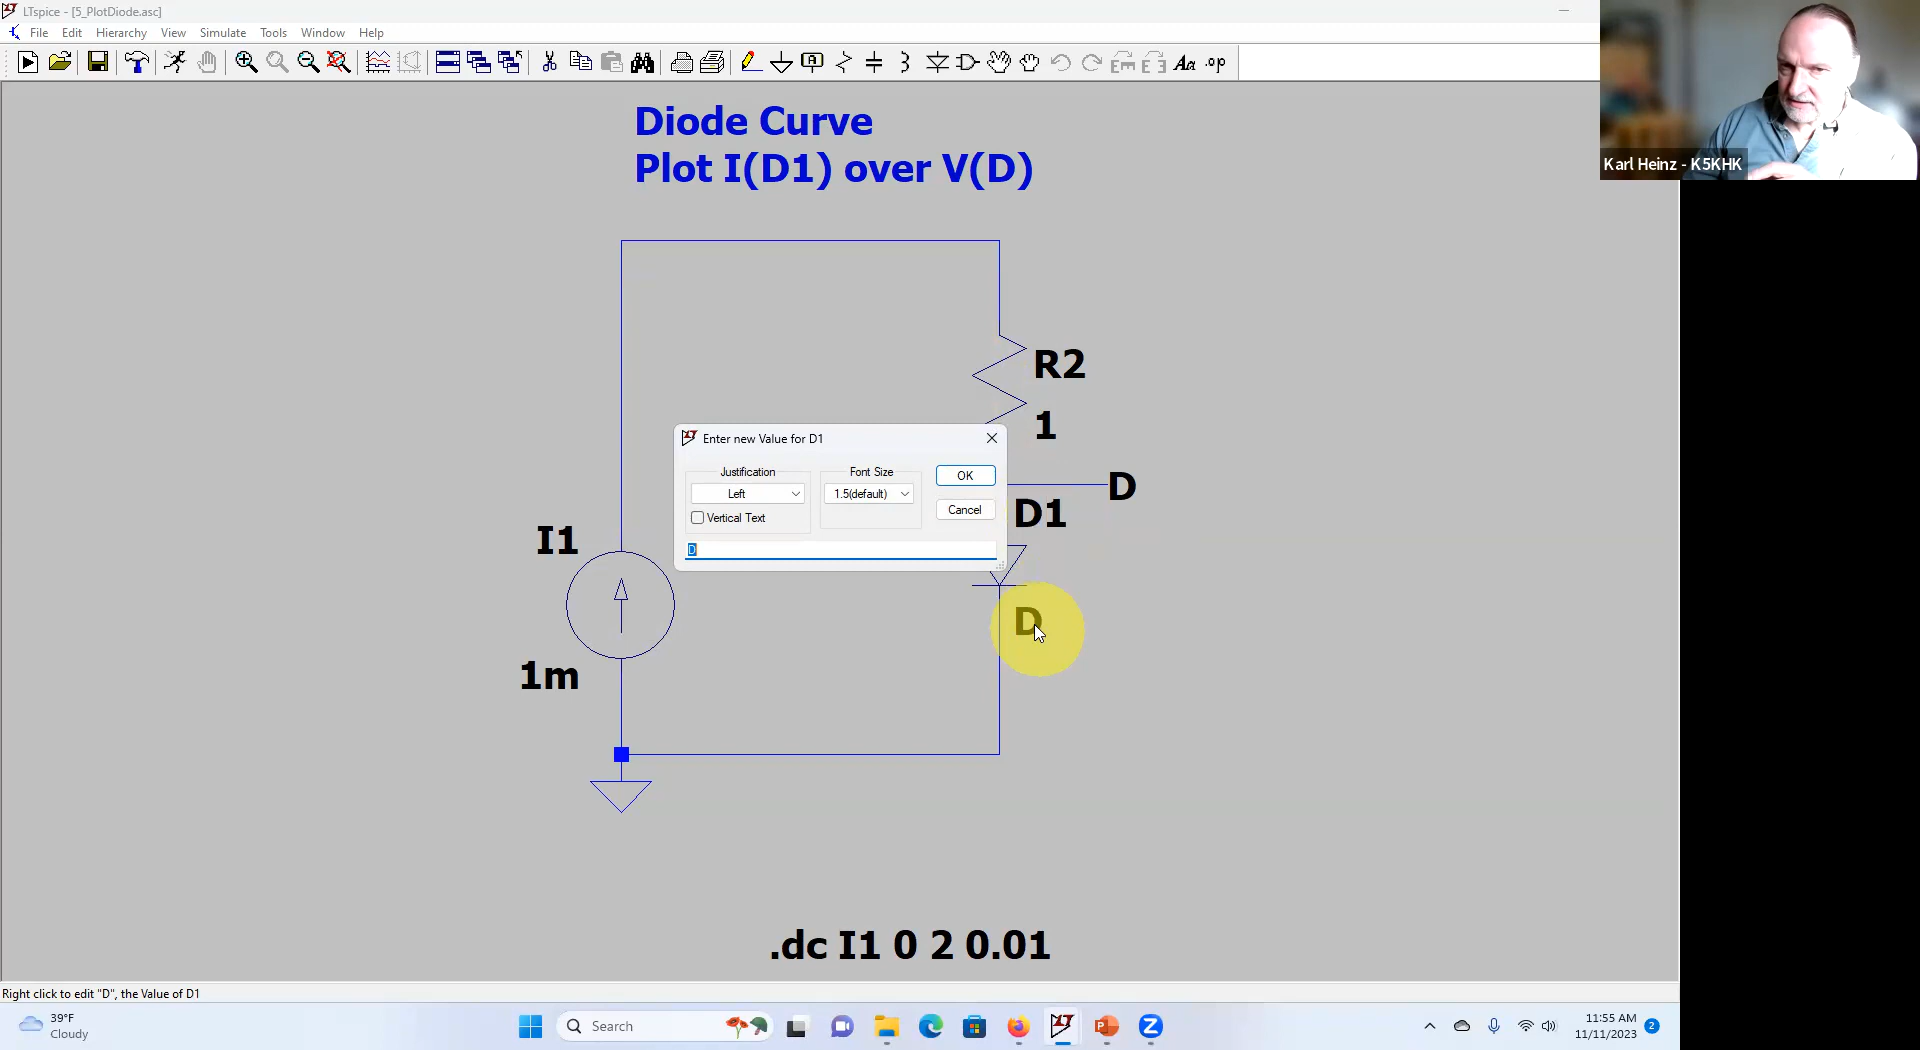 LTspice - [5_PlotDiode.asc]
File Edit Hierarchy View Simulate Tools Window Help
Aa .op
Karl Heinz - K5KHK
Diode Curve
Plot I(D1) over V(D)
R2
1
Enter new Value for D1
Justification
Left
Vertical Text
Font Size
1.5(default)
OK
Cancel
D
D
D1
D
I1
1m
.dc I1 0 2 0.01
Right click to edit "D", the Value of D1
39°F
Cloudy
Search
11:55 AM
11/11/2023
2